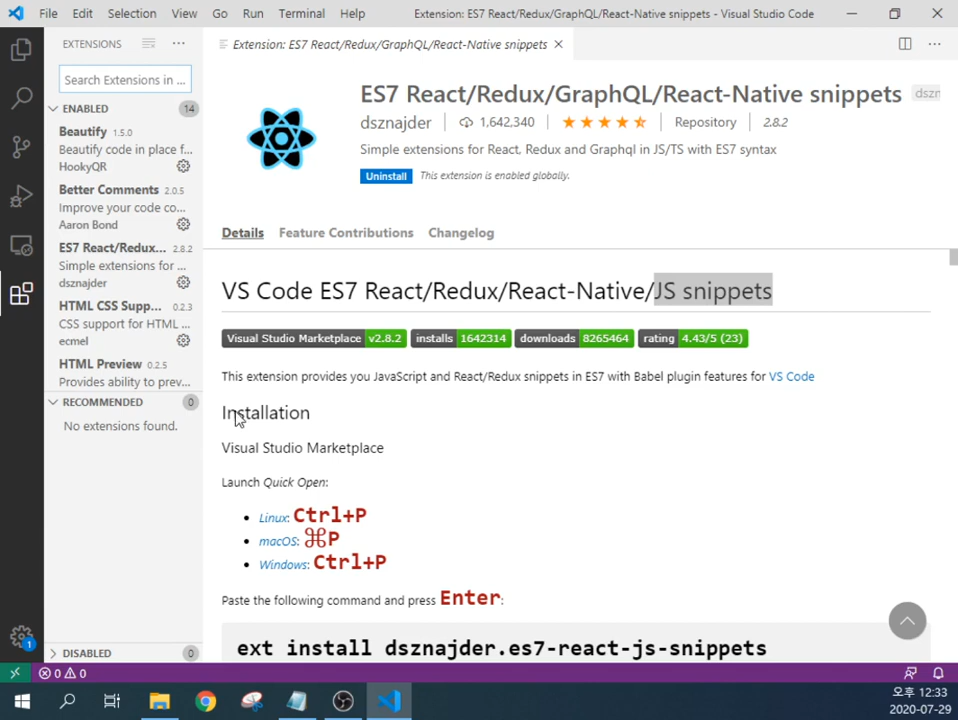 File Edit Selection View Go Run Terminal Help Extension: ES7 React/Redux/GraphQL/React-Native snippets - Visual Studio Code
EXTENSIONS
Search Extensions in ...
ENABLED 14
Beautify 1.5.0
Beautify code in place f...
HookyQR
Better Comments 2.0.5
Improve your code co...
Aaron Bond
ES7 React/Redux... 2.8.2
Simple extensions for ...
dsznajder
HTML CSS Supp... 0.2.3
CSS support for HTML ...
ecmel
HTML Preview 0.2.5
Provides ability to prev...
RECOMMENDED 0
No extensions found.
DISABLED 0
Extension: ES7 React/Redux/GraphQL/React-Native snippets
ES7 React/Redux/GraphQL/React-Native snippets dszn
dsznajder 1,642,340 Repository 2.8.2
Simple extensions for React, Redux and Graphql in JS/TS with ES7 syntax
Uninstall This extension is enabled globally.
Details Feature Contributions Changelog
VS Code ES7 React/Redux/React-Native/JS snippets
Visual Studio Marketplace v2.8.2 installs 1642314 downloads 8265464 rating 4.43/5 (23)
This extension provides you JavaScript and React/Redux snippets in ES7 with Babel plugin features for VS Code
Installation
Visual Studio Marketplace
Launch Quick Open:
Linux: Ctrl+P
macOS: ⌘P
Windows: Ctrl+P
Paste the following command and press Enter:
ext install dsznajder.es7-react-js-snippets
1
0 0
오후 12:33
2020-07-29